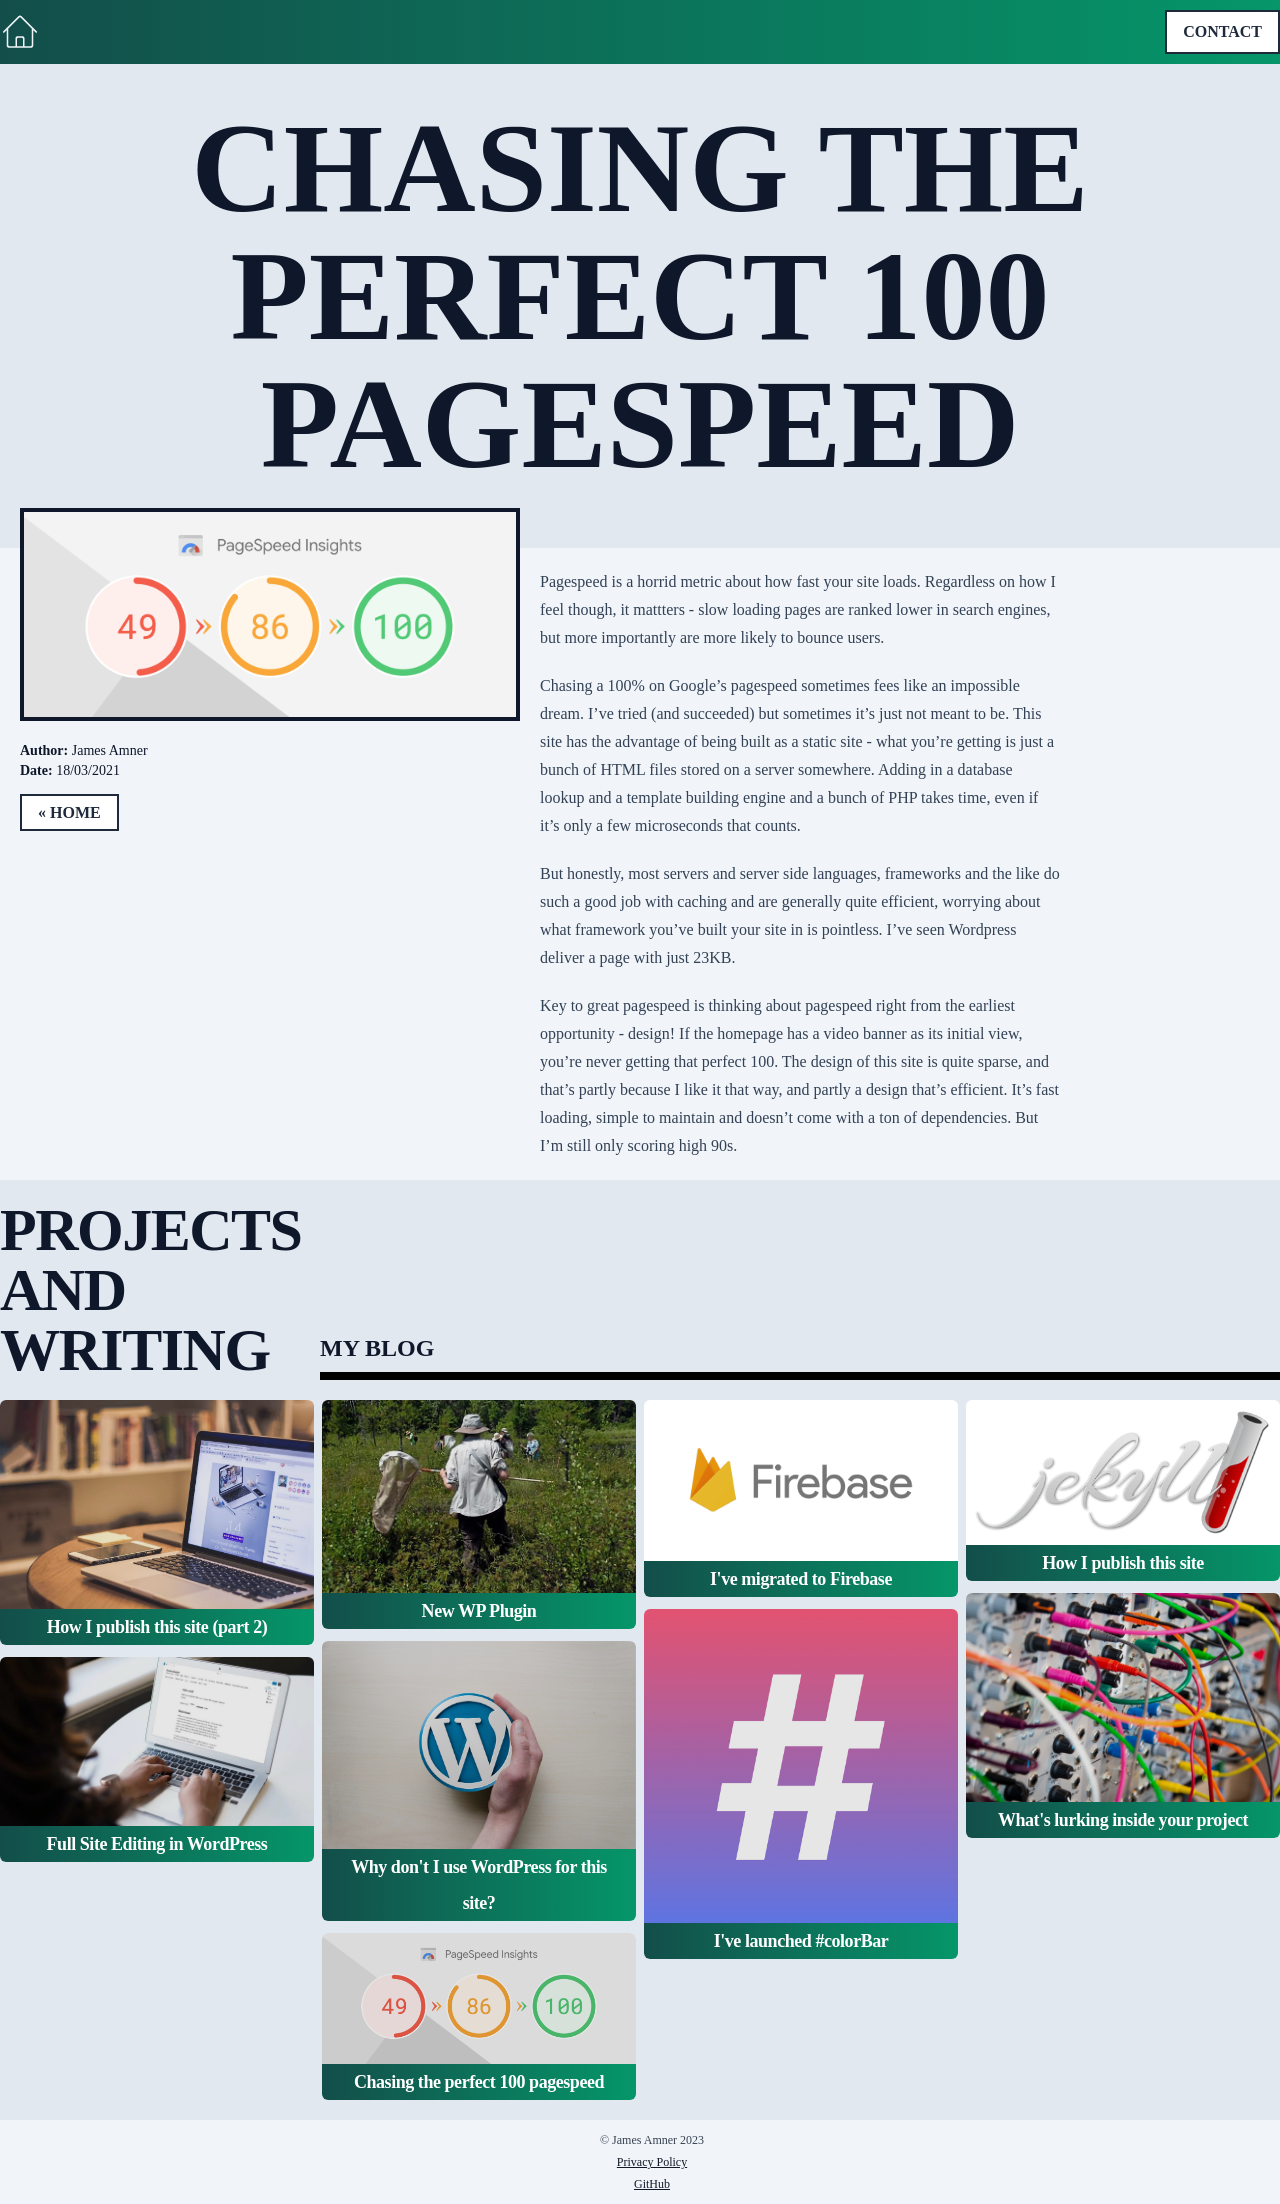 CONTACT
CHASING THE
PERFECT 100
PAGESPEED
PageSpeed Insights
49 » 86 » 100
Author: James Amner
Date: 18/03/2021
« HOME
Pagespeed is a horrid metric about how fast your site loads. Regardless on how I
feel though, it mattters - slow loading pages are ranked lower in search engines,
but more importantly are more likely to bounce users.
Chasing a 100% on Google’s pagespeed sometimes fees like an impossible
dream. I’ve tried (and succeeded) but sometimes it’s just not meant to be. This
site has the advantage of being built as a static site - what you’re getting is just a
bunch of HTML files stored on a server somewhere. Adding in a database
lookup and a template building engine and a bunch of PHP takes time, even if
it’s only a few microseconds that counts.
But honestly, most servers and server side languages, frameworks and the like do
such a good job with caching and are generally quite efficient, worrying about
what framework you’ve built your site in is pointless. I’ve seen Wordpress
deliver a page with just 23KB.
Key to great pagespeed is thinking about pagespeed right from the earliest
opportunity - design! If the homepage has a video banner as its initial view,
you’re never getting that perfect 100. The design of this site is quite sparse, and
that’s partly because I like it that way, and partly a design that’s efficient. It’s fast
loading, simple to maintain and doesn’t come with a ton of dependencies. But
I’m still only scoring high 90s.
PROJECTS
AND
WRITING
MY BLOG
How I publish this site (part 2)
Full Site Editing in WordPress
New WP Plugin
W
Why don't I use WordPress for this
site?
PageSpeed Insights
49 » 86 » 100
Chasing the perfect 100 pagespeed
Firebase
I've migrated to Firebase
#
I've launched #colorBar
jekyll
How I publish this site
What's lurking inside your project
© James Amner 2023
Privacy Policy
GitHub